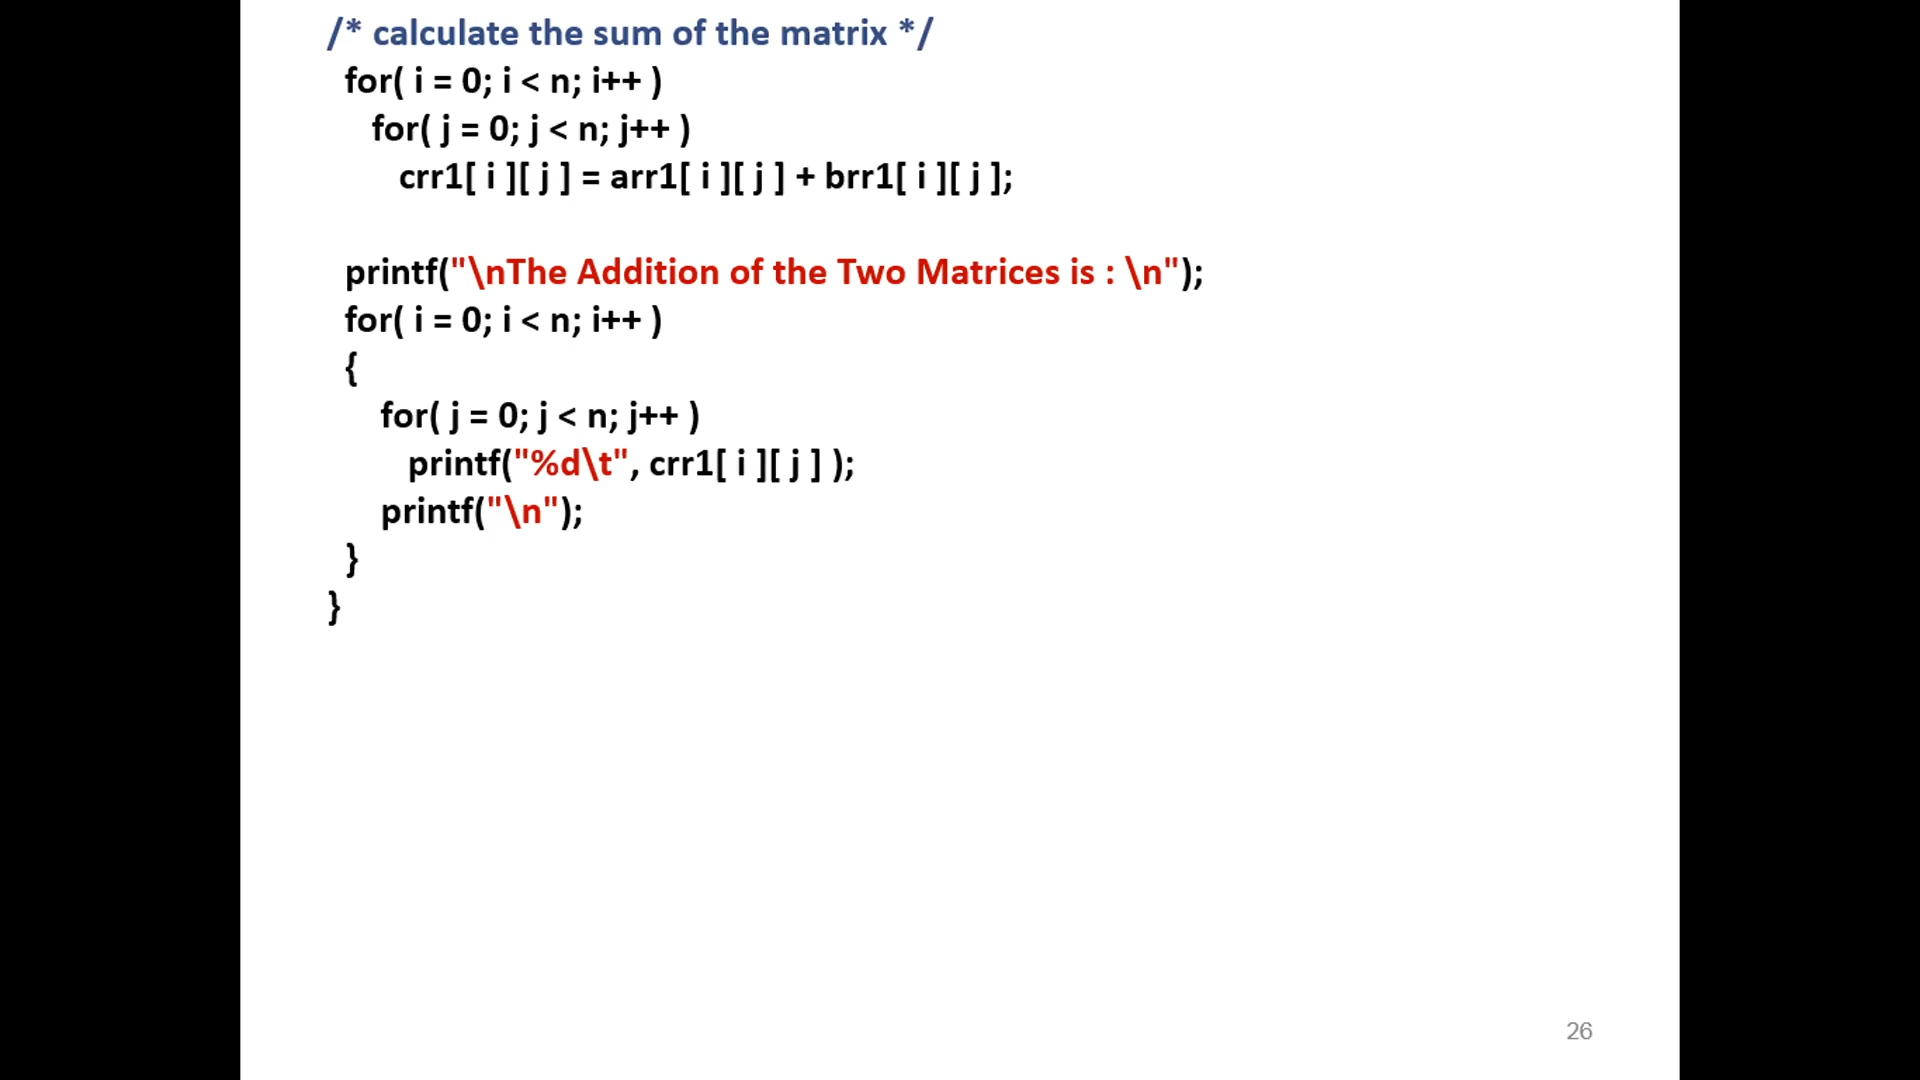 /* calculate the sum of the matrix */
for( i = 0; i < n; i++ )
for( j = 0; j < n; j++ )
crr1[ i ][ j ] = arr1[ i ][ j ] + brr1[ i ][ j ];
printf("\nThe Addition of the Two Matrices is : \n");
for( i = 0; i < n; i++ )
{
for( j = 0; j < n; j++ )
printf("%d\t", crr1[ i ][ j ] );
printf("\n");
}
}
26